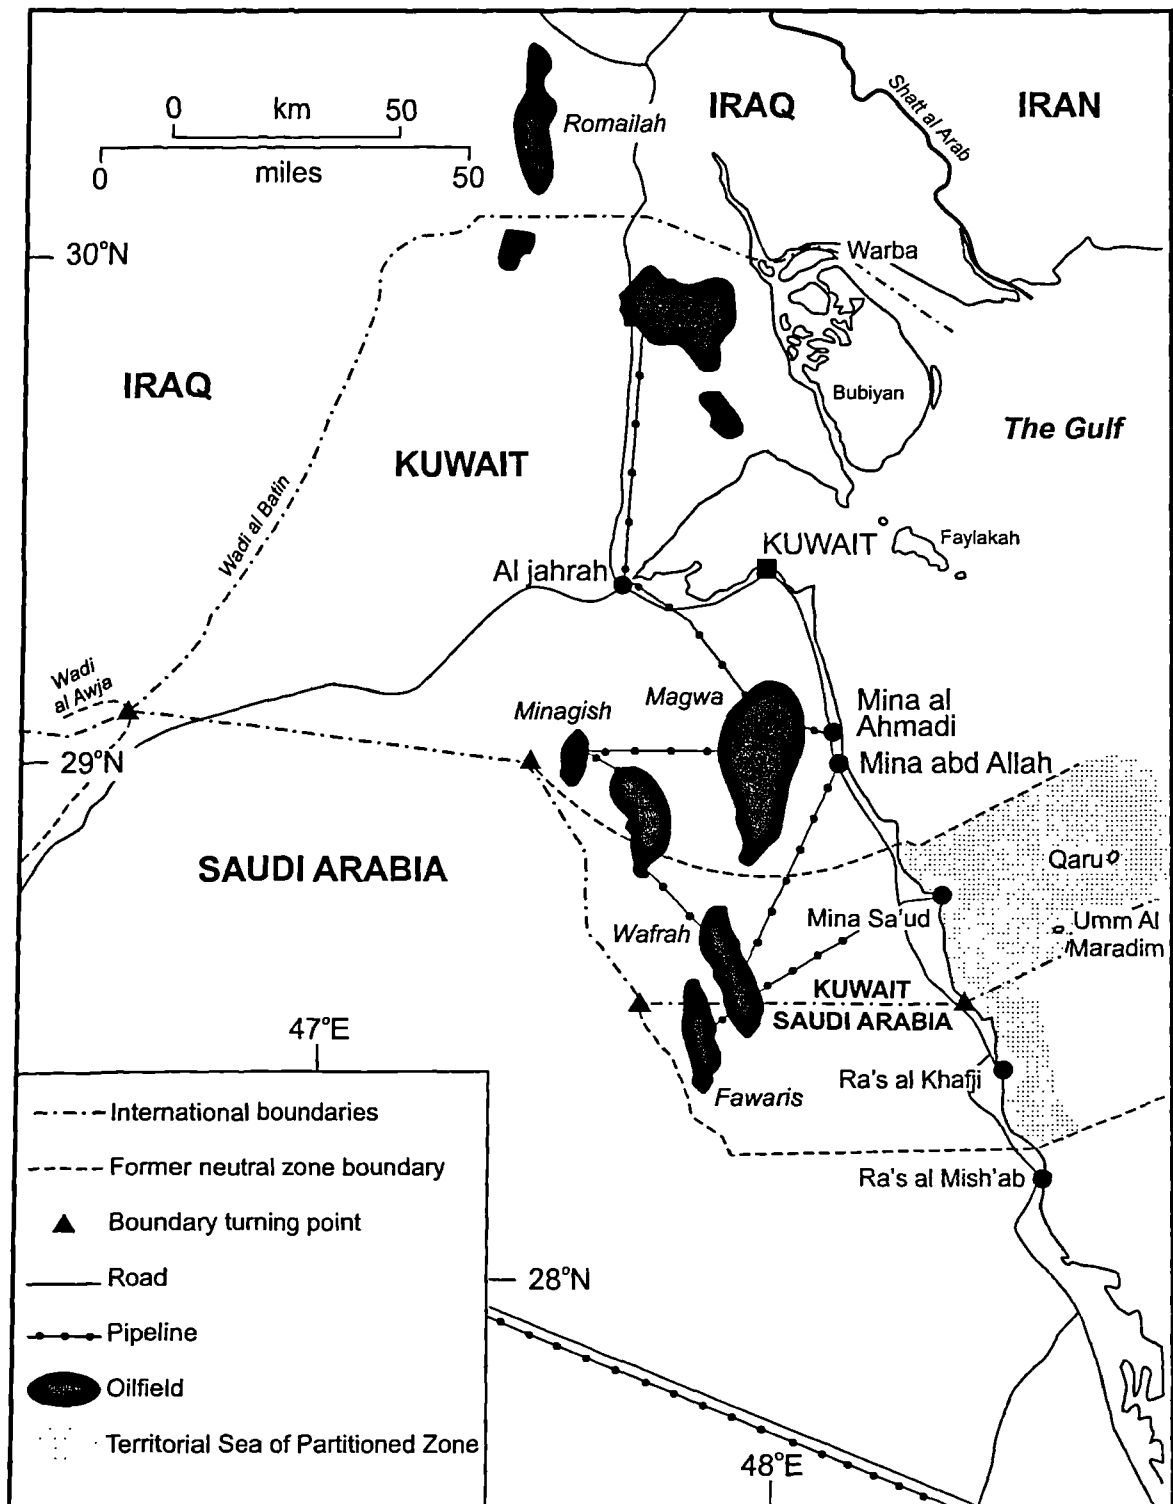 0 km 50
0 miles 50
Romailah
IRAQ
IRAN
Shatt al Arab
30°N
Warba
IRAQ
Bubiyan
The Gulf
KUWAIT
Wadi al Batin
KUWAIT
Faylakah
Al jahrah
Wadi
al Awja
Magwa
Minagish
Mina al
Ahmadi
29°N
Mina abd Allah
SAUDI ARABIA
Qaru
Wafrah
Mina Sa'ud
Umm Al
Maradim
KUWAIT
SAUDI ARABIA
47°E
Ra's al Khafji
Fawaris
Ra's al Mish'ab
International boundaries
Former neutral zone boundary
Boundary turning point
Road
28°N
Pipeline
Oilfield
Territorial Sea of Partitioned Zone
48°E